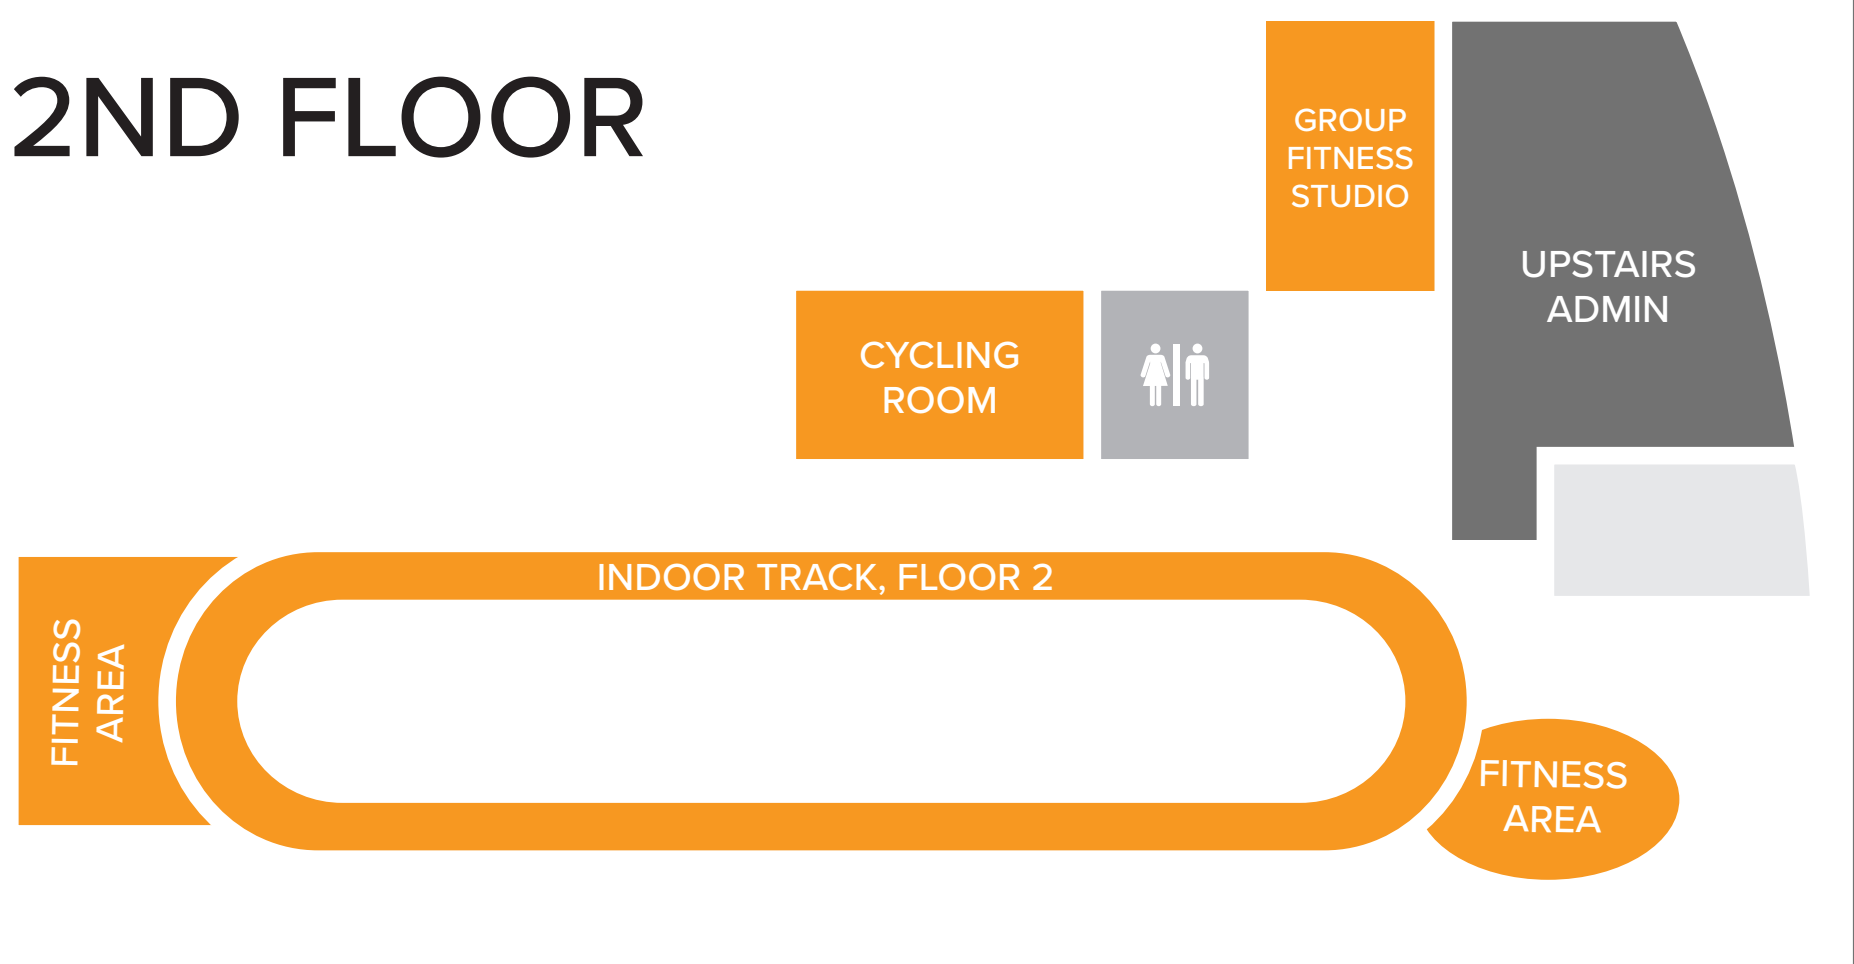 2ND FLOOR
GROUP
FITNESS
STUDIO
UPSTAIRS
ADMIN
CYCLING
ROOM
INDOOR TRACK, FLOOR 2
FITNESS
AREA
FITNESS
AREA